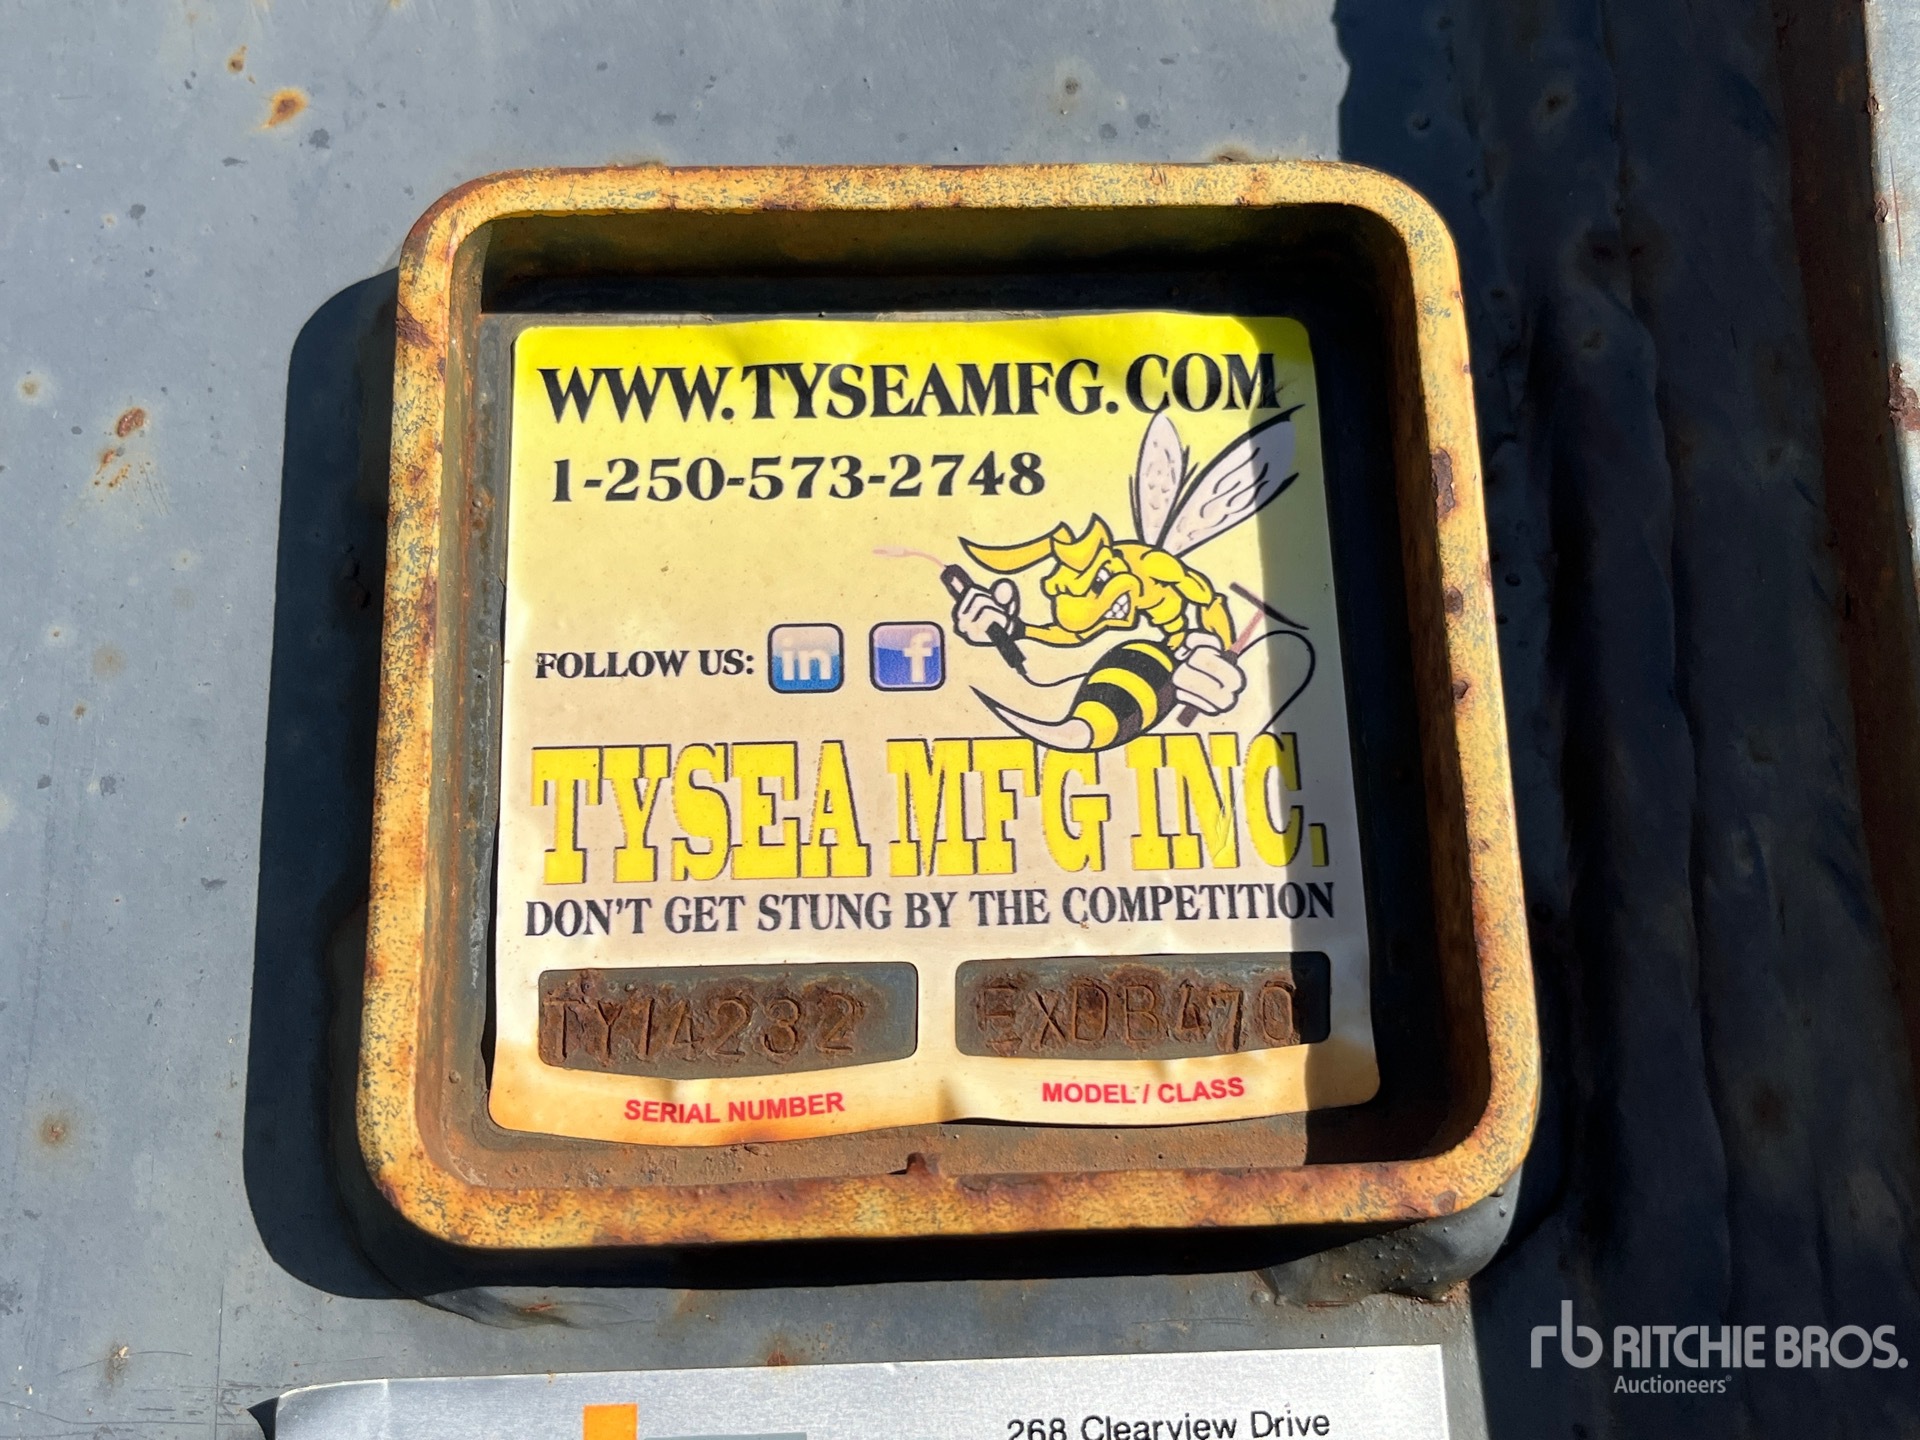 WWW.TYSEAMFG.COM
1-250-573-2748
FOLLOW US: in f
TYSEA MFG INC.
DON'T GET STUNG BY THE COMPETITION
TY14232 EXDB470
SERIAL NUMBER MODEL / CLASS
268 Clearview Drive
rb RITCHIE BROS.
Auctioneers®